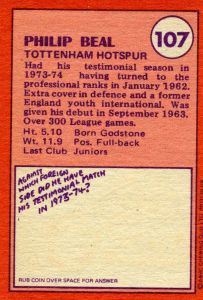 PHILIP BEAL
107
TOTTENHAM HOTSPUR
Had his testimonial season in
1973-74 having turned to the
professional ranks in January 1962.
Extra cover in defence and a former
England youth international. Was
given his debut in September 1963.
Over 300 League games.
Ht. 5.10 Born Godstone
Wt. 11.9 Pos. Full-back
Last Club Juniors
AGAINST
WHICH FOREIGN
SIDE DID HE HAVE
HIS TESTIMONIAL MATCH
IN 1973-74?
RUB COIN OVER SPACE FOR ANSWER